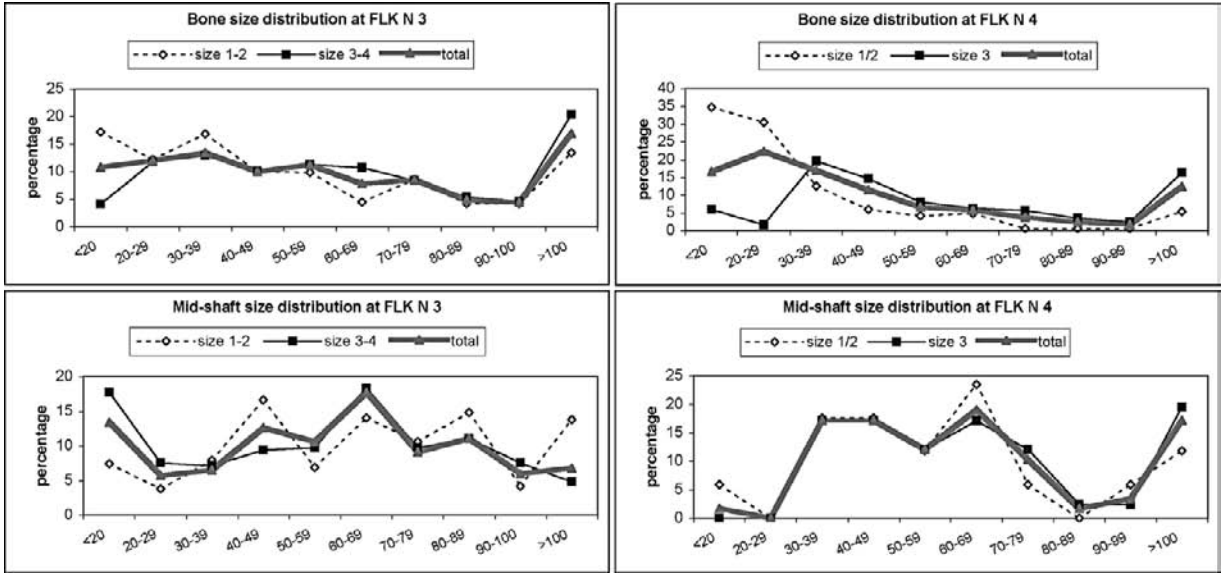 Bone size distribution at FLK N 3
size 1-2 size 3-4 total
percentage
25
20
15
10
5
0
<20 20-29 30-39 40-49 50-59 60-69 70-79 80-89 90-100 >100
Bone size distribution at FLK N 4
size 1/2 size 3 total
percentage
40
35
30
25
20
15
10
5
0
<20 20-29 30-39 40-49 50-59 60-69 70-79 80-89 90-99 >100
Mid-shaft size distribution at FLK N 3
size 1-2 size 3-4 total
percentage
20
15
10
5
0
<20 20-29 30-39 40-49 50-59 60-69 70-79 80-89 90-100 >100
Mid-shaft size distribution at FLK N 4
size 1/2 size 3 total
percentage
25
20
15
10
5
0
<20 20-29 30-39 40-49 50-59 60-69 70-79 80-89 90-99 >100